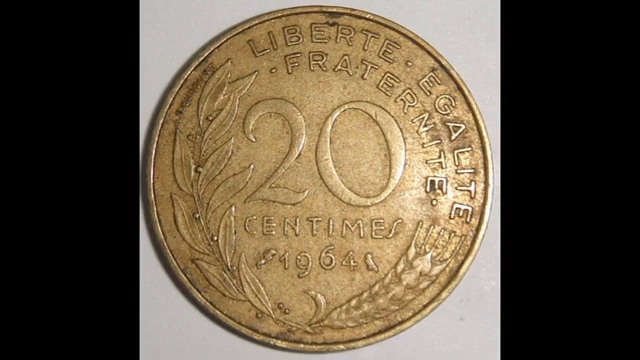 LIBERTE · EGALITE
· FRATERNITE ·
20
CENTIMES
1964